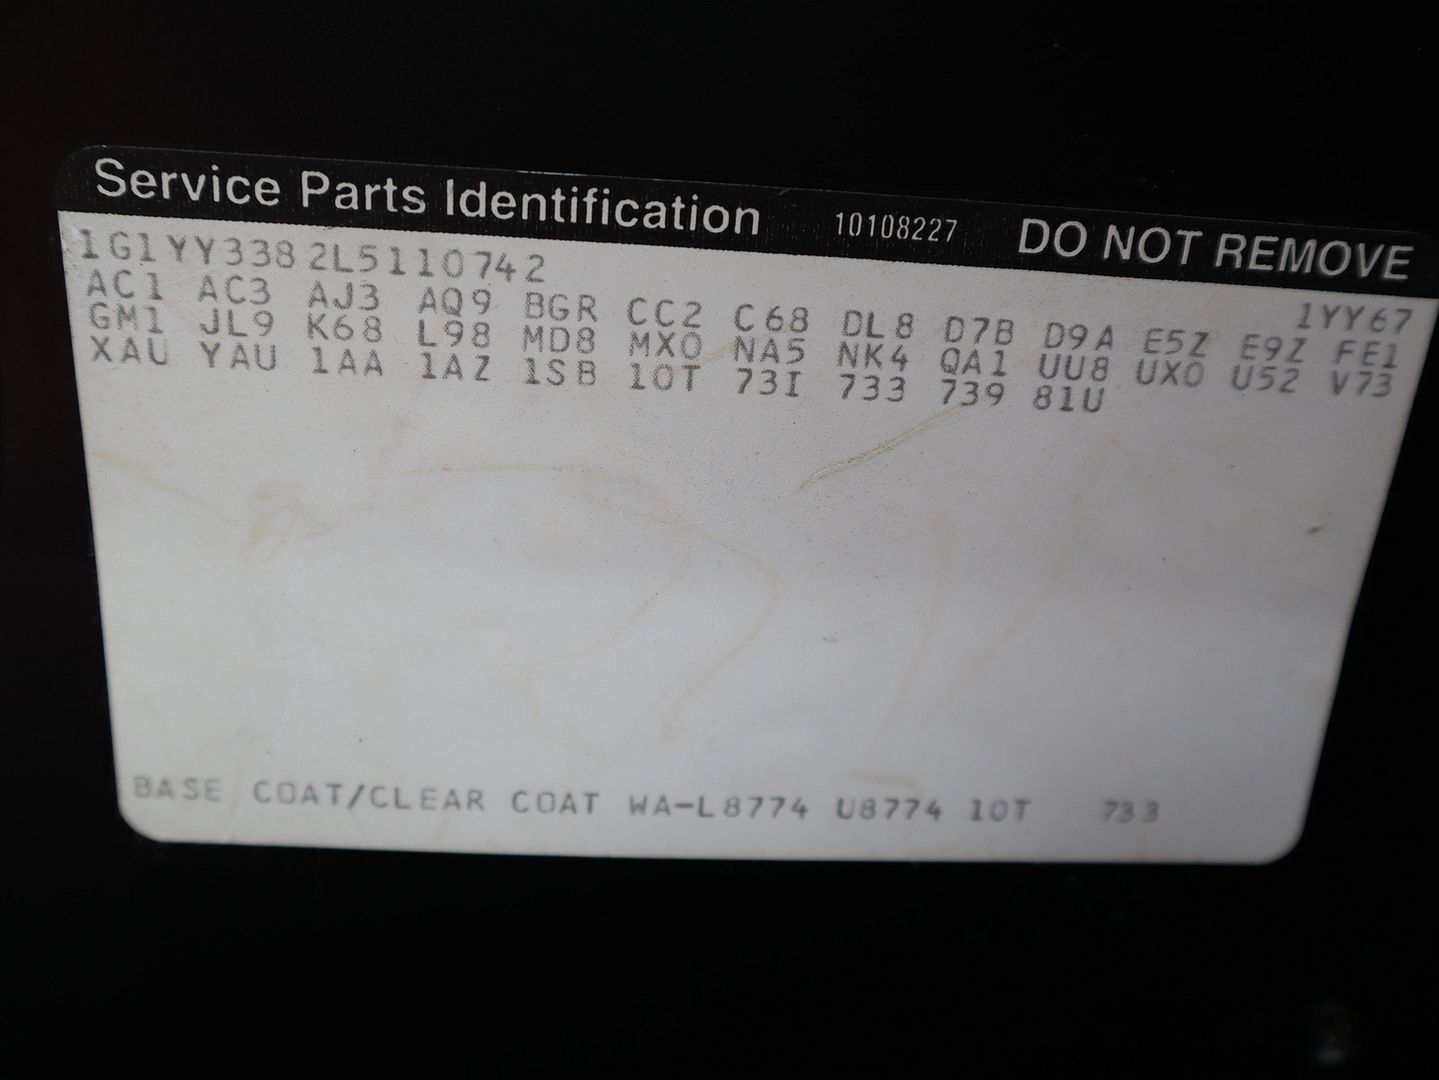 Service Parts Identification 10108227 DO NOT REMOVE
1G1YY3382L5110742 1YY67
AC1 AC3 AJ3 AQ9 BGR CC2 C68 DL8 D7B D9A E5Z E9Z FE1
GM1 JL9 K68 L98 MD8 MX0 NA5 NK4 QA1 UU8 UX0 U52 V73
XAU YAU 1AA 1AZ 1SB 10T 73I 733 739 81U
BASE COAT/CLEAR COAT WA-L8774 U8774 10T 733